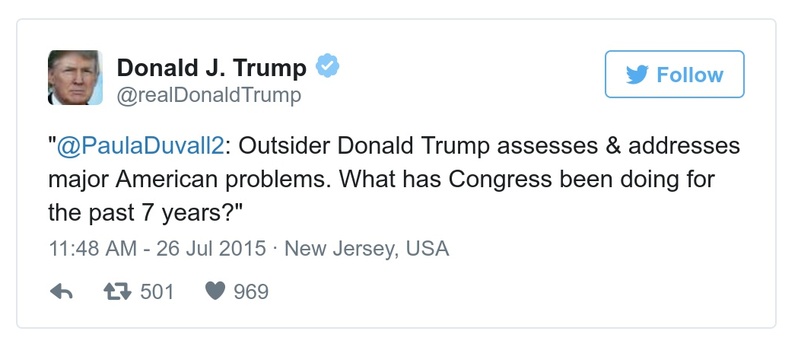 Donald J. Trump
@realDonaldTrump
Follow
"@PaulaDuvall2: Outsider Donald Trump assesses & addresses
major American problems. What has Congress been doing for
the past 7 years?"
11:48 AM - 26 Jul 2015 · New Jersey, USA
501 969